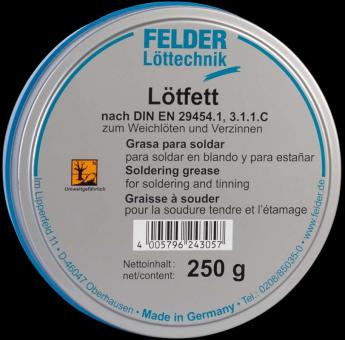 FELDER
Löttechnik
Lötfett
nach DIN EN 29454.1, 3.1.1.C
zum Weichlöten und Verzinnen
Grasa para soldar
para soldar en blando y para estañar
Soldering grease
for soldering and tinning
Graisse à souder
pour la soudure tendre et l'étamage
Umweltgefährlich
4 005796 243057
Nettoinhalt:
net/content: 250 g
Im Lipperfeld 11 • D-46047 Oberhausen • Made in Germany • Tel.: 0208/85035-0 • www.felder.de